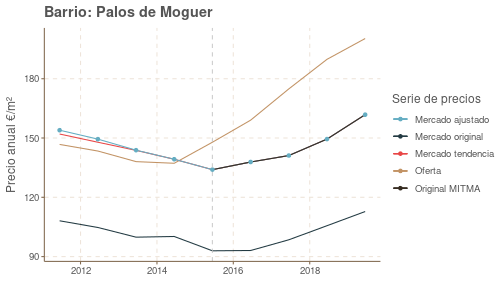 Barrio: Palos de Moguer
Precio anual €/m²
180
150
120
90
2012
2014
2016
2018
Serie de precios
Mercado ajustado
Mercado original
Mercado tendencia
Oferta
Original MITMA